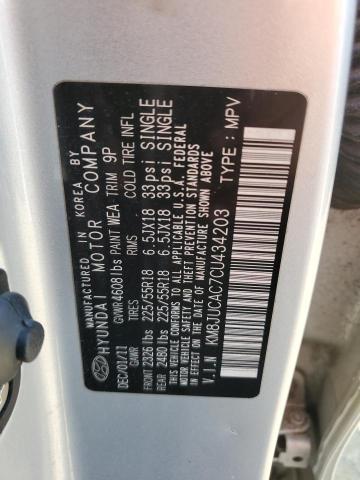 MANUFACTURED IN KOREA BY
HYUNDAI MOTOR COMPANY
DEC/01/11 GVWR 4608 lbs PAINT WEA TRIM 9P
GAWR TIRES RIMS COLD TIRE INFL
FRONT 2326 lbs 225/55R18 6.5JX18 33psi SINGLE
REAR 2480 lbs 225/55R18 6.5JX18 33psi SINGLE
THIS VEHICLE CONFORMS TO ALL APPLICABLE U.S.A. FEDERAL
MOTOR VEHICLE SAFETY, BUMPER, AND THEFT PREVENTION
STANDARDS IN EFFECT ON THE DATE OF MANUFACTURE SHOWN ABOVE
V.I.N KM8JUCAC7CU434203 TYPE: MPV